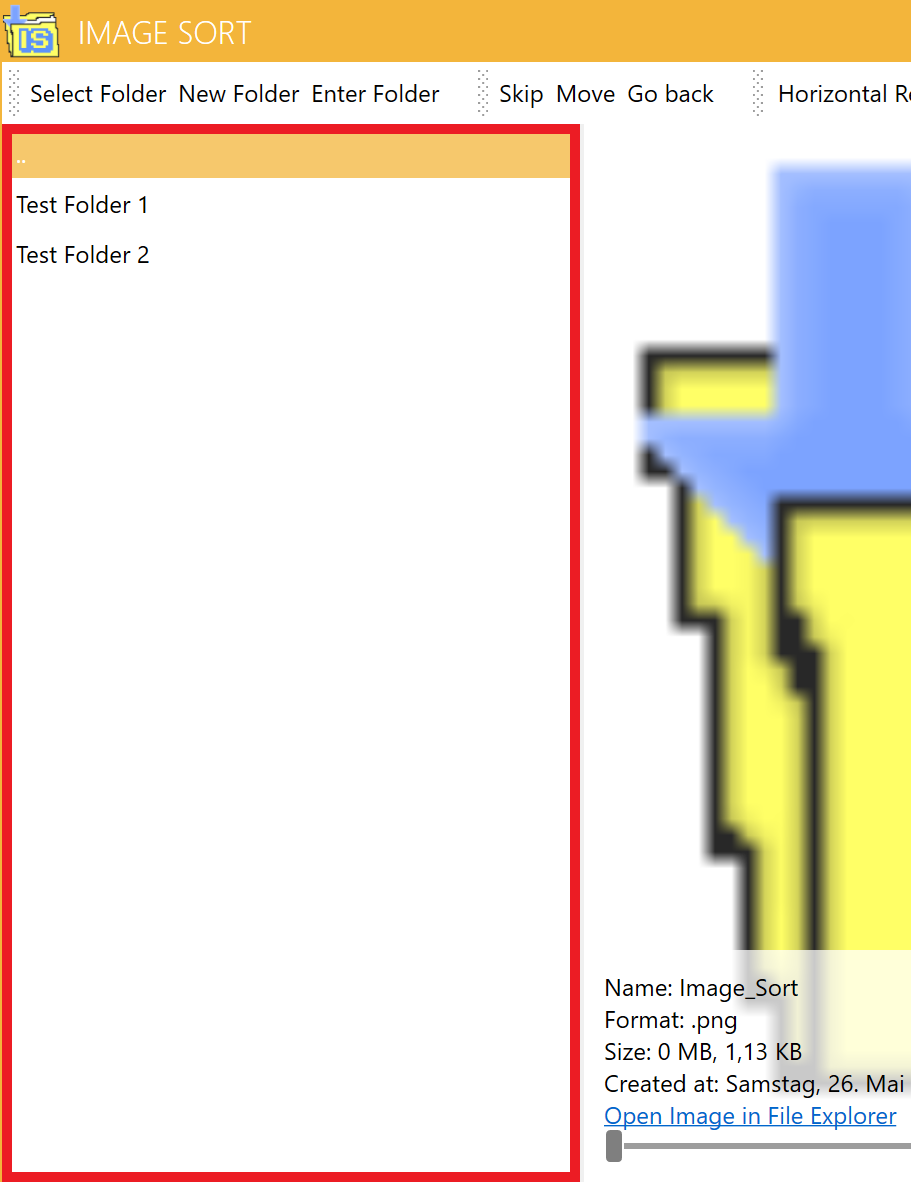 IS
IMAGE SORT
Select Folder New Folder Enter Folder Skip Move Go back Horizontal
..
Test Folder 1
Test Folder 2
Name: Image_Sort
Format: .png
Size: 0 MB, 1,13 KB
Created at: Samstag, 26. Mai
Open Image in File Explorer